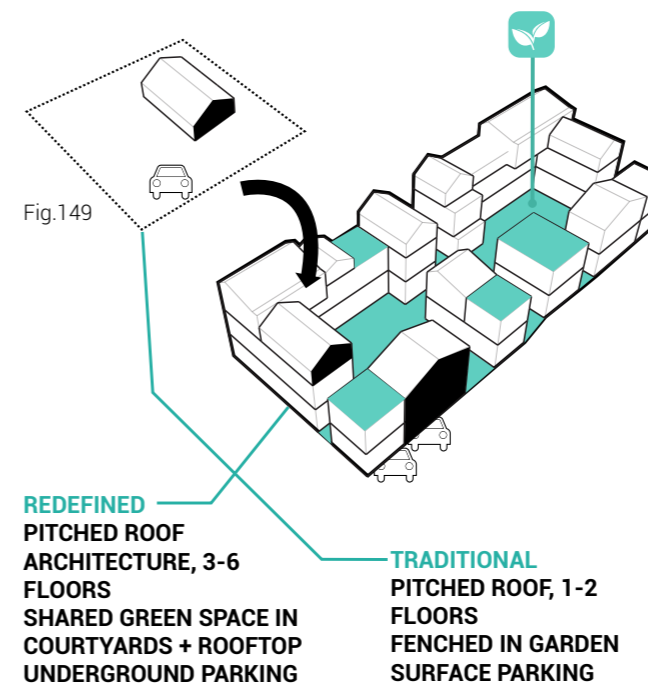 Fig.149
REDEFINED
PITCHED ROOF
ARCHITECTURE, 3-6
FLOORS
SHARED GREEN SPACE IN
COURTYARDS + ROOFTOP
UNDERGROUND PARKING
TRADITIONAL
PITCHED ROOF, 1-2
FLOORS
FENCHED IN GARDEN
SURFACE PARKING